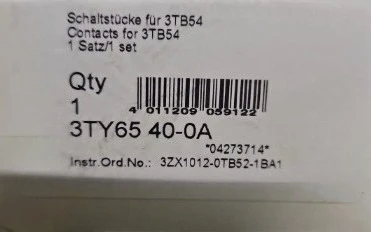 Schaltstücke für 3TB54
Contacts for 3TB54
1 Satz/1 set
Qty
1
4 011209 059122
3TY65 40-0A
*04273714*
Instr.Ord.No.: 3ZX1012-0TB52-1BA1